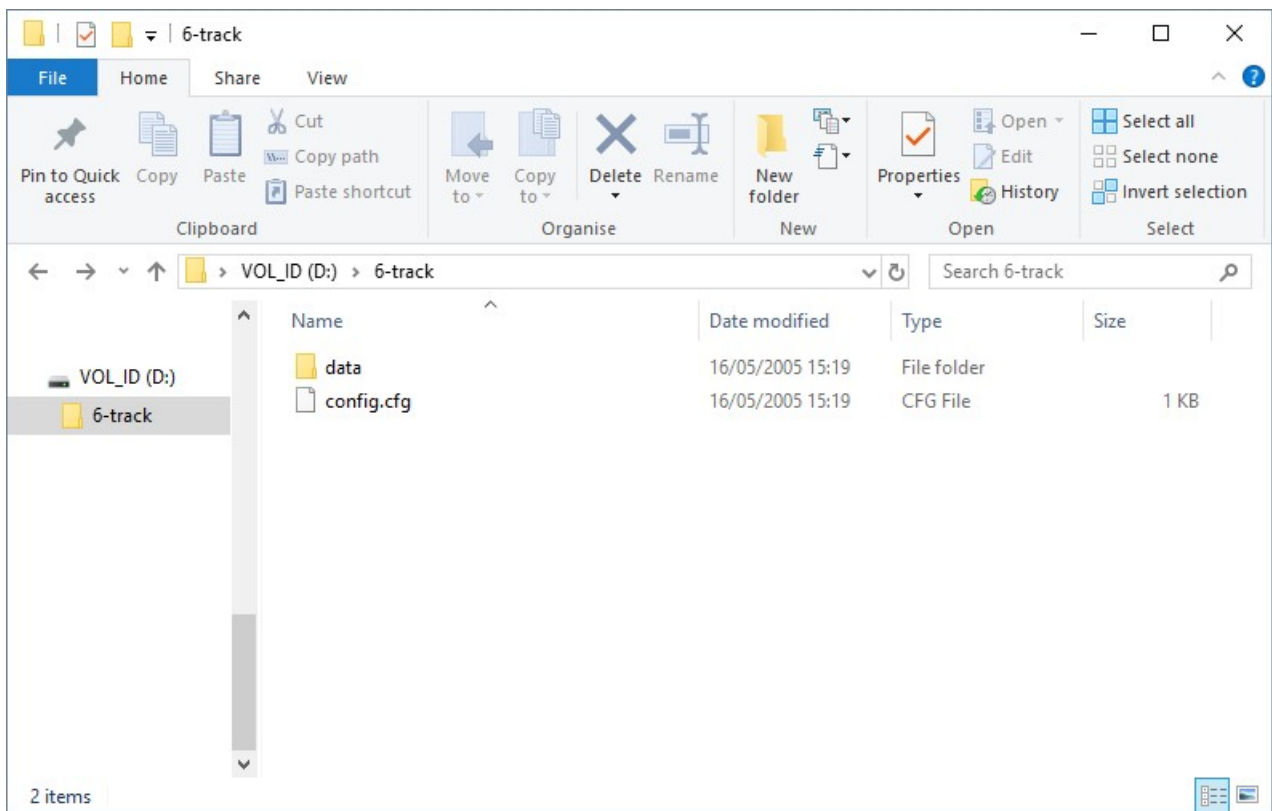 6-track
File Home Share View
Pin to Quick access
Copy
Paste
Cut
Copy path
Paste shortcut
Move to
Copy to
Delete
Rename
New folder
Properties
Open
Edit
History
Select all
Select none
Invert selection
Clipboard Organise New Open Select
VOL_ID (D:) 6-track
Search 6-track
Name Date modified Type Size
VOL_ID (D:)
6-track
data 16/05/2005 15:19 File folder
config.cfg 16/05/2005 15:19 CFG File 1 KB
2 items